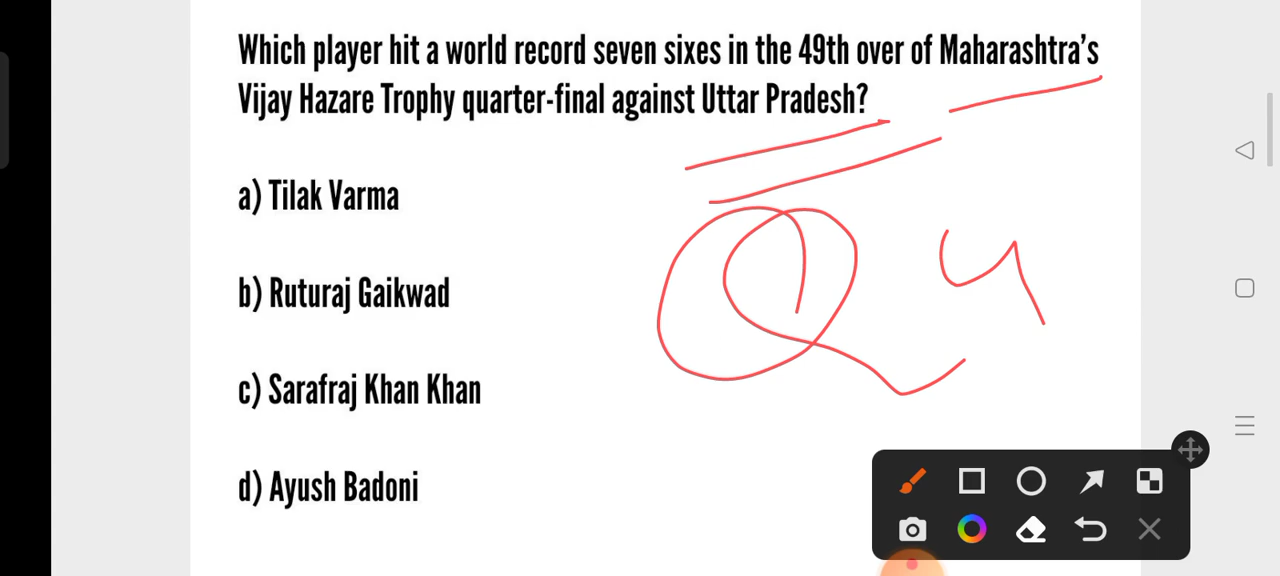 Which player hit a world record seven sixes in the 49th over of Maharashtra's
Vijay Hazare Trophy quarter-final against Uttar Pradesh?
a) Tilak Varma
b) Ruturaj Gaikwad
c) Sarafraj Khan Khan
d) Ayush Badoni